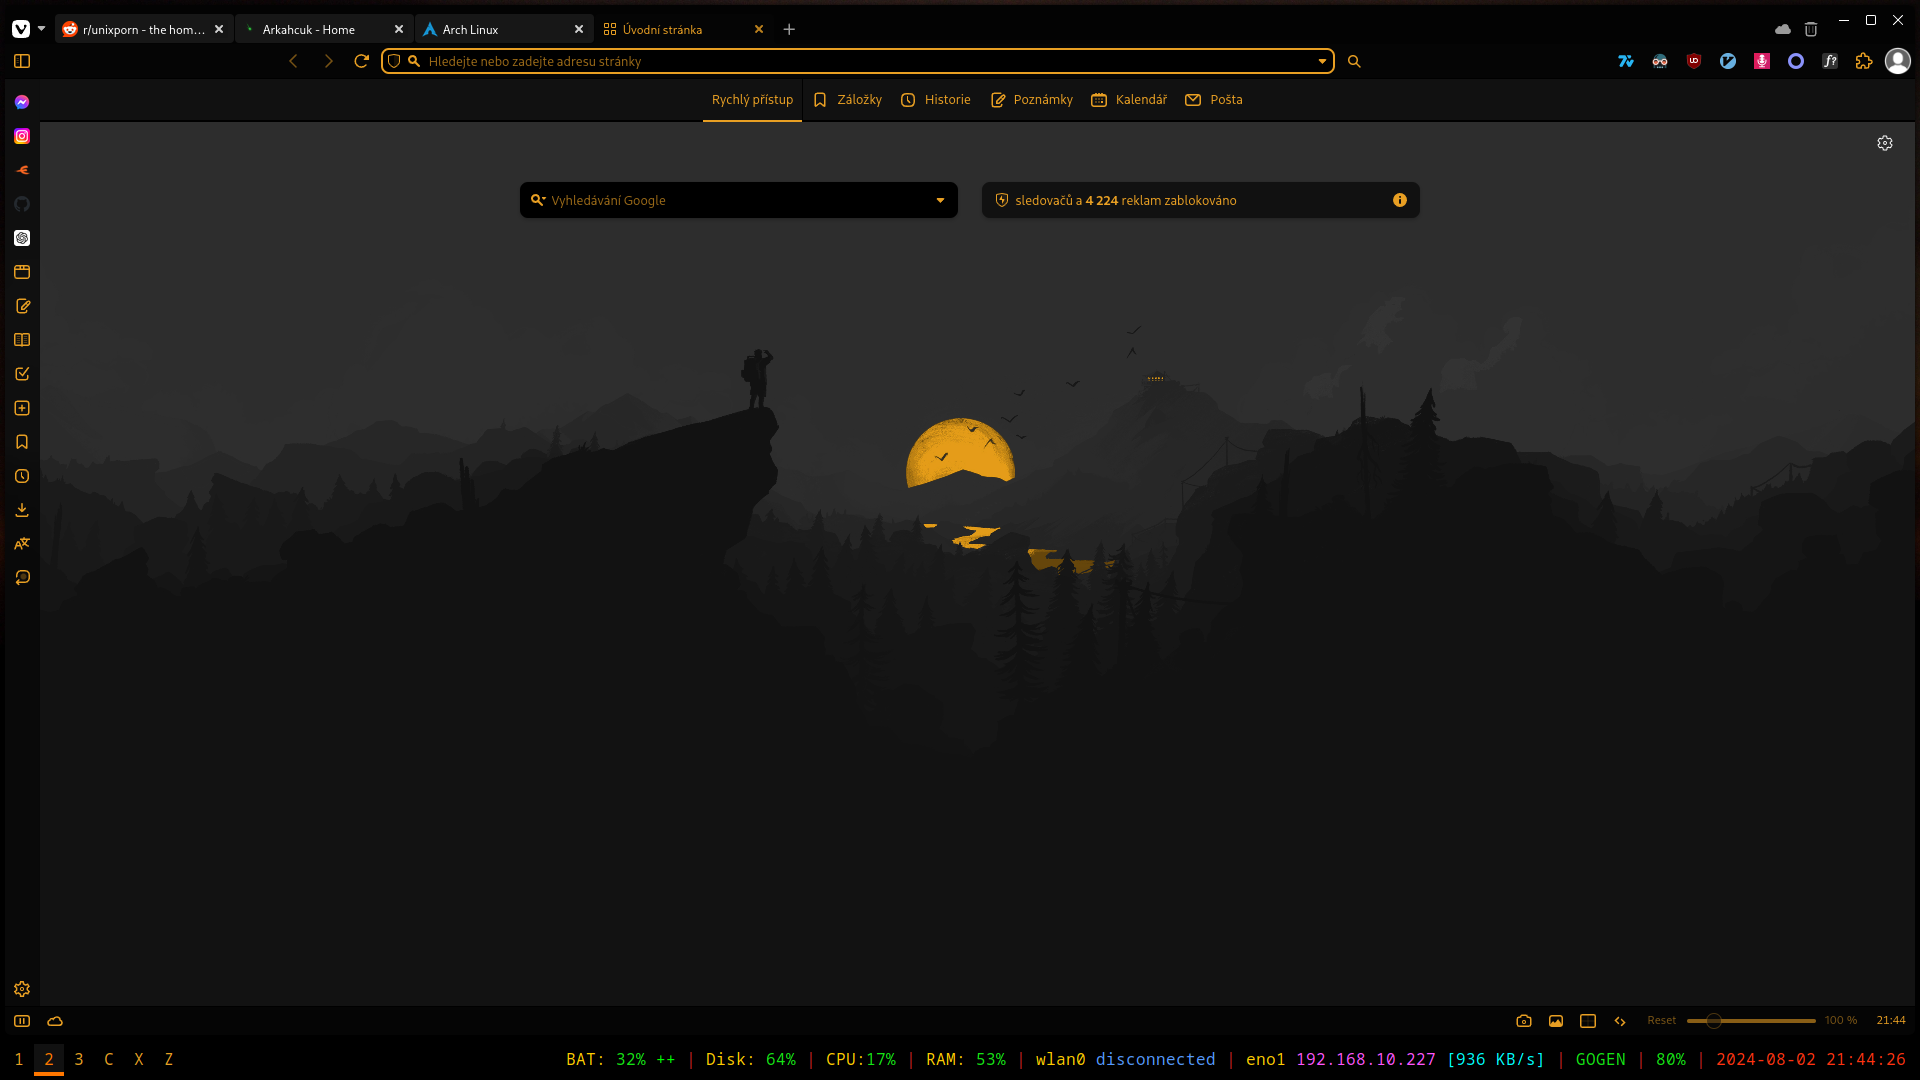 r/unixporn - the hom...
Arkahcuk - Home
Arch Linux
Úvodní stránka
Hledejte nebo zadejte adresu stránky
Rychlý přístup
Záložky
Historie
Poznámky
Kalendář
Pošta
Vyhledávání Google
sledovačů a 4 224 reklam zablokováno
Reset
100 %
21:44
1 2 3 C X Z
BAT: 32% ++ | Disk: 64% | CPU:17% | RAM: 53% | wlan0 disconnected | eno1 192.168.10.227 [936 KB/s] | GOGEN | 80% | 2024-08-02 21:44:26